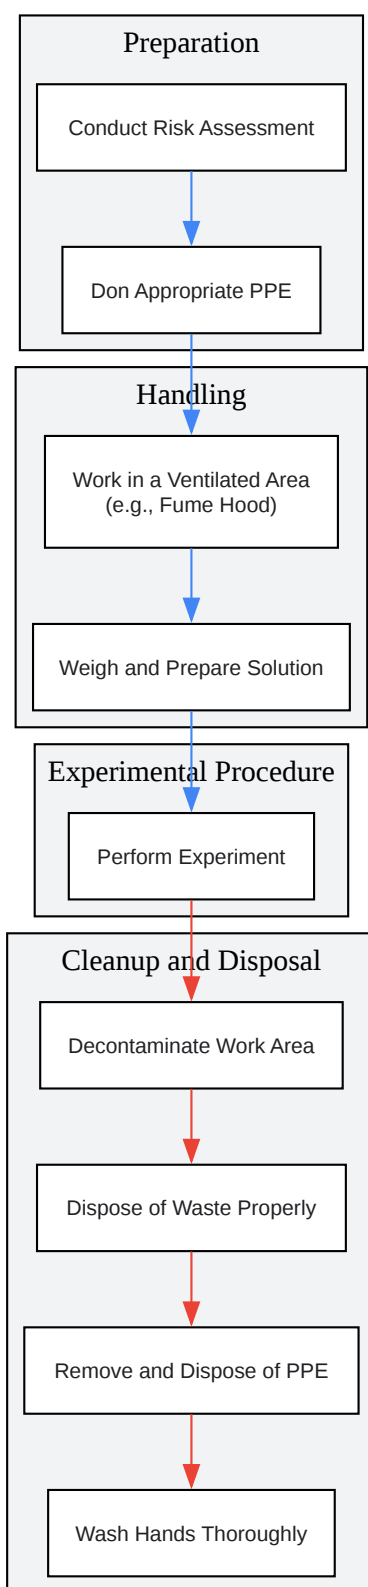 Preparation
Conduct Risk Assessment
Don Appropriate PPE
Handling
Work in a Ventilated Area
(e.g., Fume Hood)
Weigh and Prepare Solution
Experimental Procedure
Perform Experiment
Cleanup and Disposal
Decontaminate Work Area
Dispose of Waste Properly
Remove and Dispose of PPE
Wash Hands Thoroughly